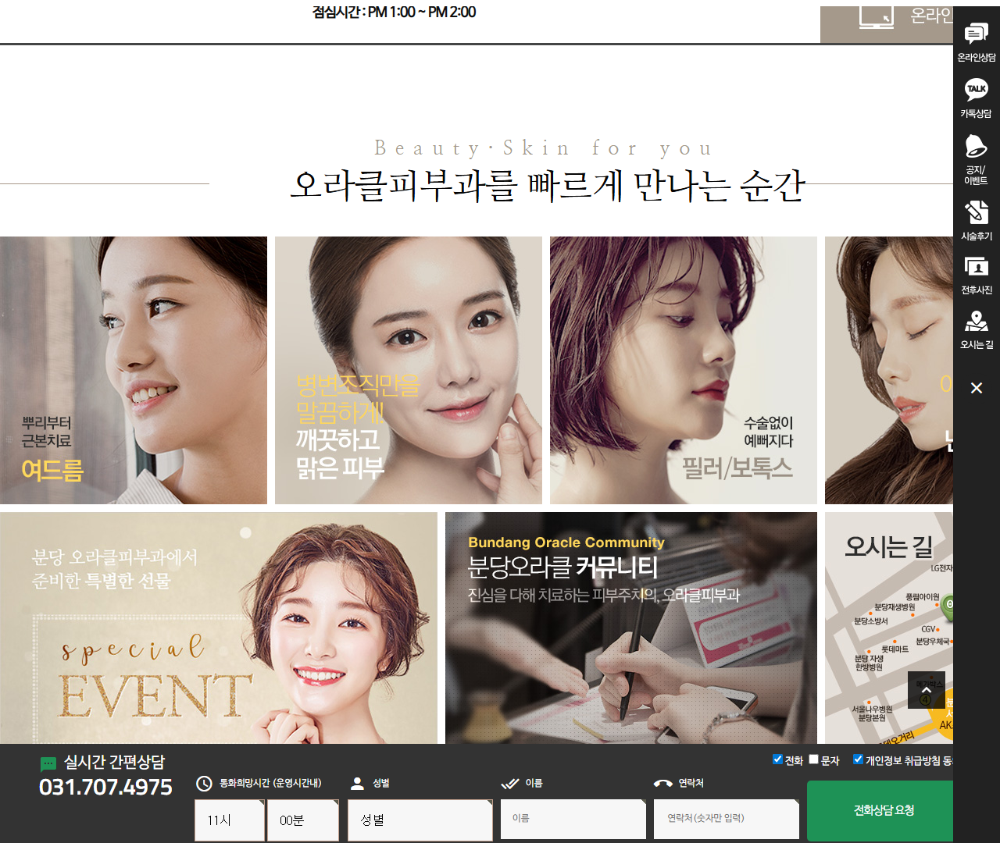 점심시간 : PM 1:00 ~ PM 2:00
온라인
온라인상담
TALK
카톡상담
공지/
이벤트
시술후기
전후사진
오시는 길
Beauty·Skin for you
오라클피부과를 빠르게 만나는 순간
뿌리부터
근본치료
여드름
병변조직만을
말끔하게
깨끗하고
맑은 피부
수술없이
예뻐지다
필러/보톡스
분당 오라클피부과에서
준비한 특별한 선물
special
EVENT
Bundang Oracle Community
분당오라클 커뮤니티
진심을 다해 치료하는 피부주치의, 오라클피부과
오시는 길
LG전자
풍림아이원
분당재생병원
분당소방서
CGV
분당우체국
롯데마트
분당 자생
한방병원
메가박스
4
서울나우병원
분당본원
AK
실시간 간편상담
031.707.4975
통화희망시간 (운영시간내)
11시
00분
성별
성별
이름
이름
연락처
연락처(숫자만 입력)
전화 문자 개인정보 취급방침 동
전화상담 요청